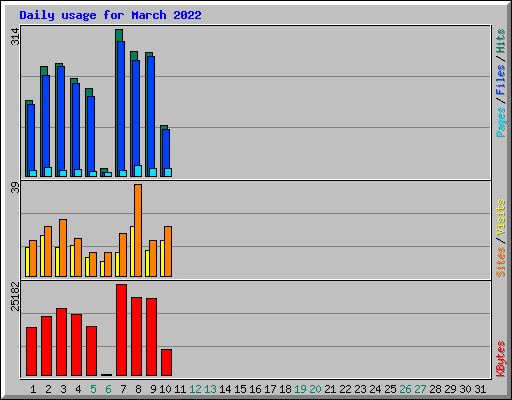 Daily usage for March 2022
314
Pages / Files / Hits
39
Sites / Visits
25182
KBytes
1 2 3 4 5 6 7 8 9 10 11 12 13 14 15 16 17 18 19 20 21 22 23 24 25 26 27 28 29 30 31